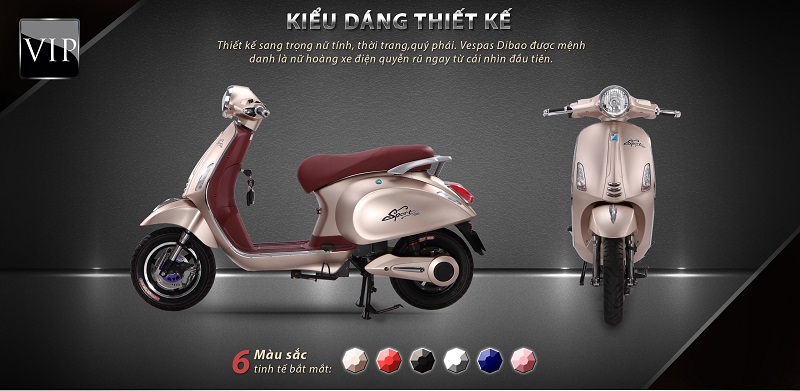 VIP
KIỂU DÁNG THIẾT KẾ
Thiết kế sang trọng nữ tính, thời trang,quý phái. Vespas Dibao được mệnh
danh là nữ hoàng xe điện quyến rũ ngay từ cái nhìn đầu tiên.
Sport
6 Màu sắc
tinh tế bắt mắt: